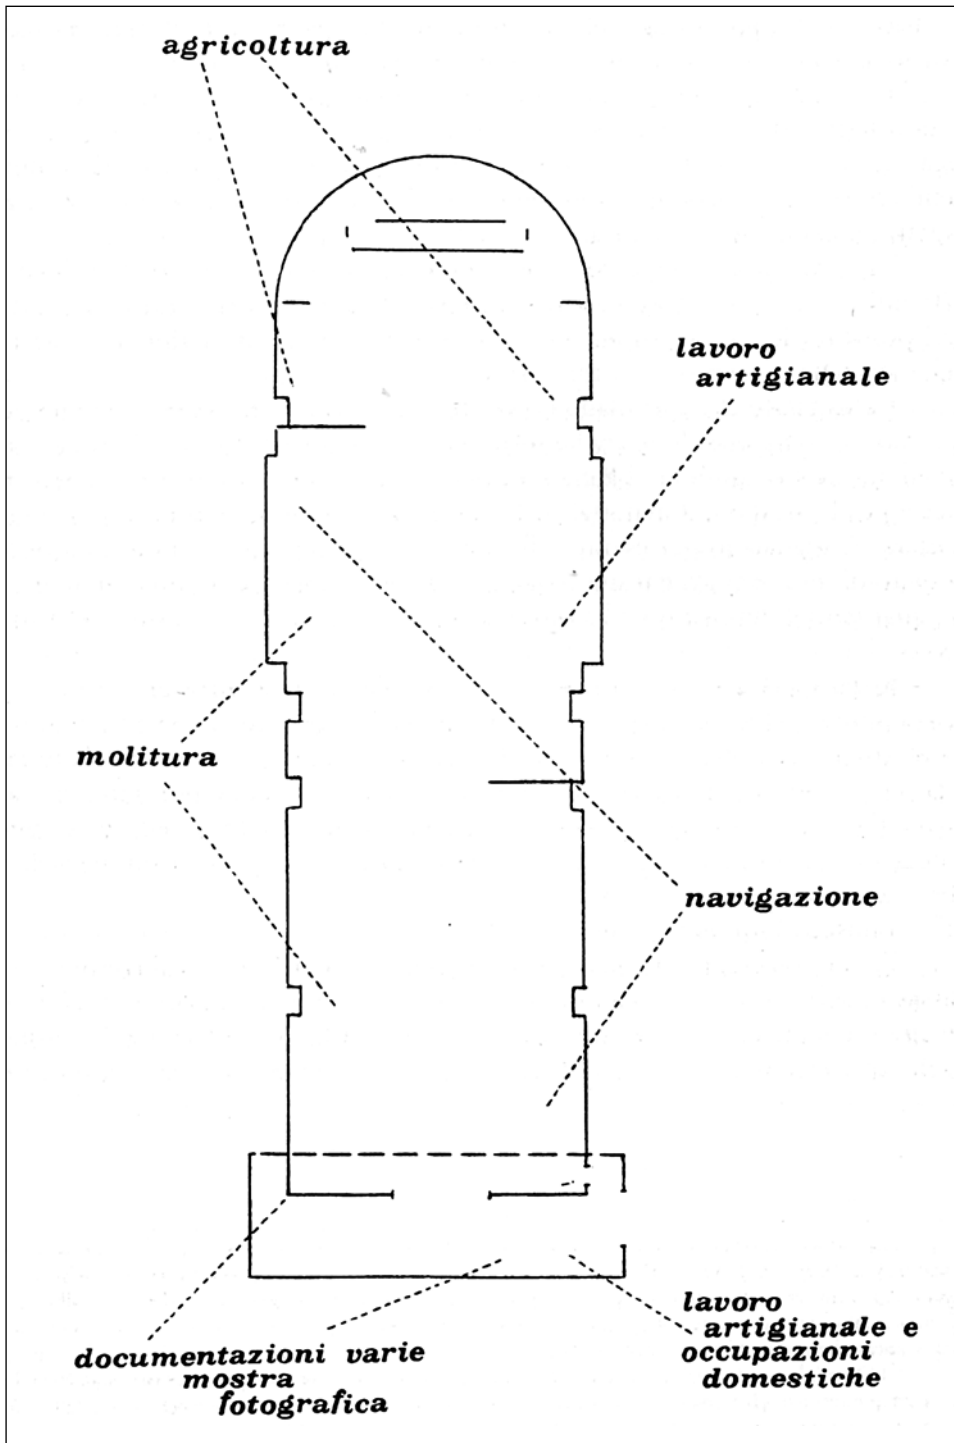 agricoltura
lavoro
artigianale
molitura
navigazione
documentazioni varie
mostra
fotografica
lavoro
artigianale e
occupazioni
domestiche